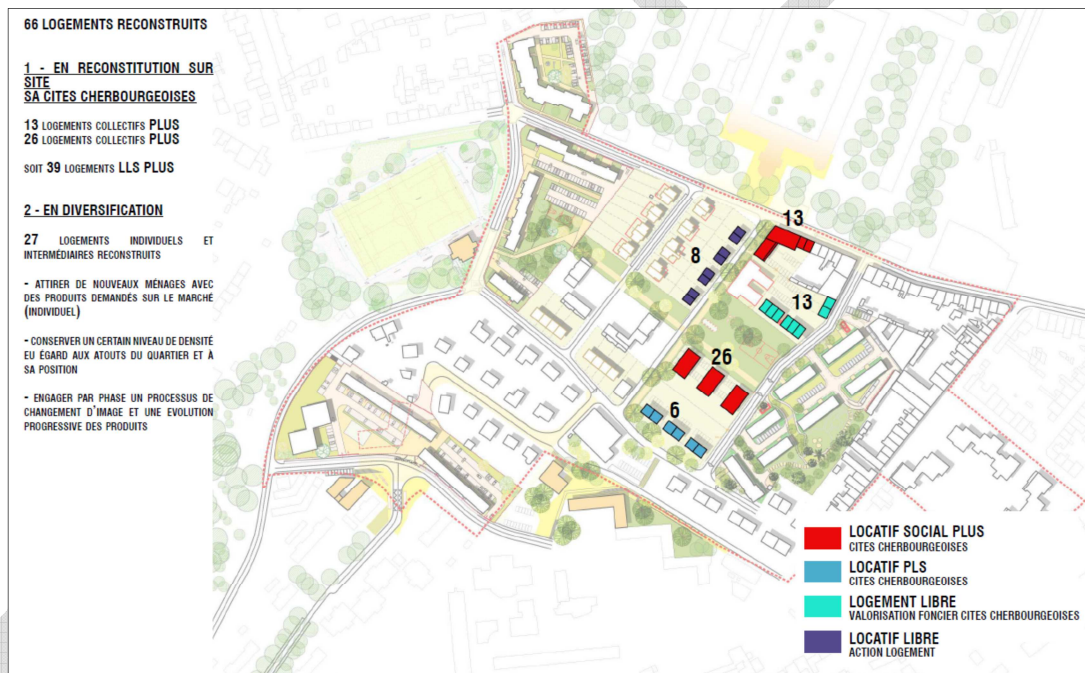 66 LOGEMENTS RECONSTRUITS
1 - EN RECONSTITUTION SUR
SITE
SA CITES CHERBOURGEOISES
13 LOGEMENTS COLLECTIFS PLUS
26 LOGEMENTS COLLECTIFS PLUS
SOIT 39 LOGEMENTS LLS PLUS
2 - EN DIVERSIFICATION
27 LOGEMENTS INDIVIDUELS ET
INTERMÉDIAIRES RECONSTRUITS
- ATTIRER DE NOUVEAUX MÉNAGES AVEC
DES PRODUITS DEMANDÉS SUR LE MARCHÉ
(INDIVIDUEL)
- CONSERVER UN CERTAIN NIVEAU DE DENSITÉ
EU ÉGARD AUX ATOUTS DU QUARTIER ET À
SA POSITION
- ENGAGER PAR PHASE UN PROCESSUS DE
CHANGEMENT D'IMAGE ET UNE EVOLUTION
PROGRESSIVE DES PRODUITS
13
8
13
26
6
LOCATIF SOCIAL PLUS
CITES CHERBOURGEOISES
LOCATIF PLS
CITES CHERBOURGEOISES
LOGEMENT LIBRE
VALORISATION FONCIER CITES CHERBOURGEOISES
LOCATIF LIBRE
ACTION LOGEMENT